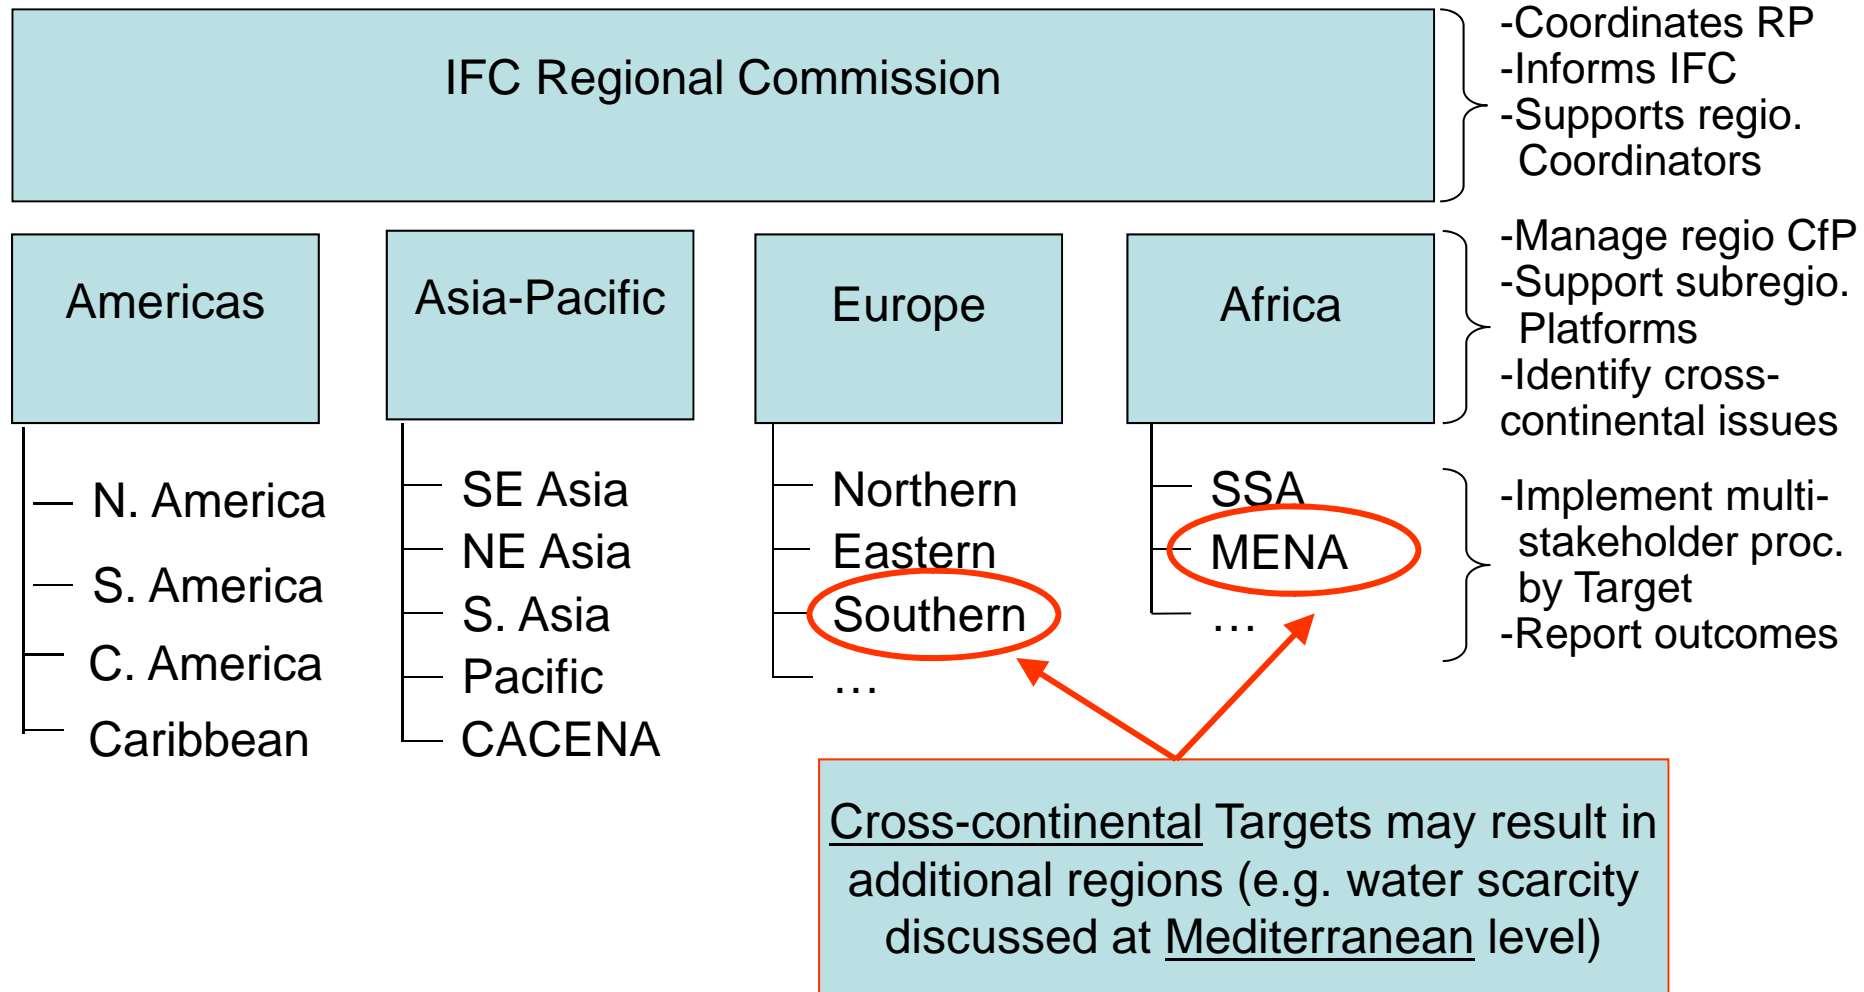 IFC Regional Commission
-Coordinates RP
-Informs IFC
-Supports regio.
Coordinators
Americas
Asia-Pacific
Europe
Africa
-Manage regio CfP
-Support subregio.
Platforms
-Identify cross-
continental issues
N. America
S. America
C. America
Caribbean
SE Asia
NE Asia
S. Asia
Pacific
CACENA
Northern
Eastern
Southern
…
SSA
MENA
…
-Implement multi-
stakeholder proc.
by Target
-Report outcomes
Cross-continental Targets may result in
additional regions (e.g. water scarcity
discussed at Mediterranean level)